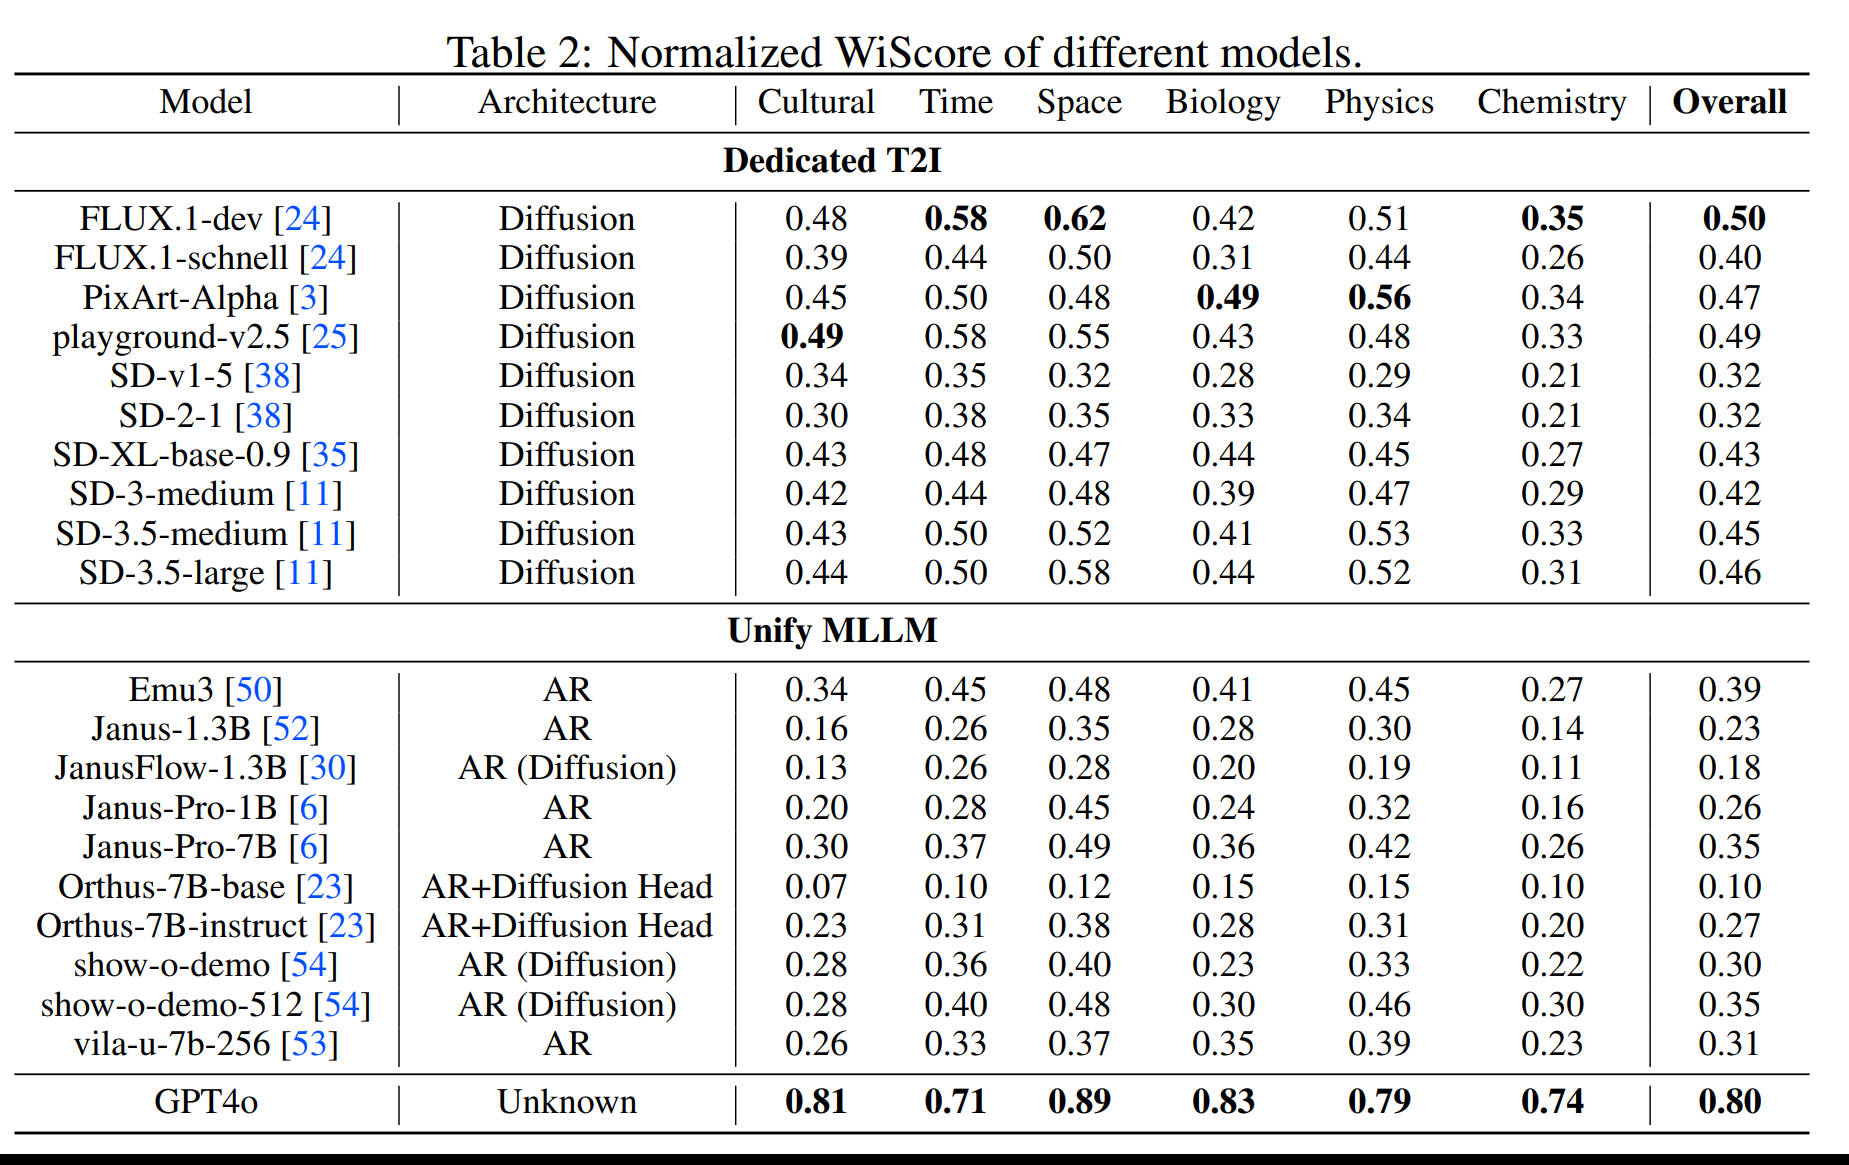 Table 2: Normalized WiScore of different models.
Model Architecture Cultural Time Space Biology Physics Chemistry Overall
Dedicated T2I
FLUX.1-dev [24] Diffusion 0.48 0.58 0.62 0.42 0.51 0.35 0.50
FLUX.1-schnell [24] Diffusion 0.39 0.44 0.50 0.31 0.44 0.26 0.40
PixArt-Alpha [3] Diffusion 0.45 0.50 0.48 0.49 0.56 0.34 0.47
playground-v2.5 [25] Diffusion 0.49 0.58 0.55 0.43 0.48 0.33 0.49
SD-v1-5 [38] Diffusion 0.34 0.35 0.32 0.28 0.29 0.21 0.32
SD-2-1 [38] Diffusion 0.30 0.38 0.35 0.33 0.34 0.21 0.32
SD-XL-base-0.9 [35] Diffusion 0.43 0.48 0.47 0.44 0.45 0.27 0.43
SD-3-medium [11] Diffusion 0.42 0.44 0.48 0.39 0.47 0.29 0.42
SD-3.5-medium [11] Diffusion 0.43 0.50 0.52 0.41 0.53 0.33 0.45
SD-3.5-large [11] Diffusion 0.44 0.50 0.58 0.44 0.52 0.31 0.46
Unify MLLM
Emu3 [50] AR 0.34 0.45 0.48 0.41 0.45 0.27 0.39
Janus-1.3B [52] AR 0.16 0.26 0.35 0.28 0.30 0.14 0.23
JanusFlow-1.3B [30] AR (Diffusion) 0.13 0.26 0.28 0.20 0.19 0.11 0.18
Janus-Pro-1B [6] AR 0.20 0.28 0.45 0.24 0.32 0.16 0.26
Janus-Pro-7B [6] AR 0.30 0.37 0.49 0.36 0.42 0.26 0.35
Orthus-7B-base [23] AR+Diffusion Head 0.07 0.10 0.12 0.15 0.15 0.10 0.10
Orthus-7B-instruct [23] AR+Diffusion Head 0.23 0.31 0.38 0.28 0.31 0.20 0.27
show-o-demo [54] AR (Diffusion) 0.28 0.36 0.40 0.23 0.33 0.22 0.30
show-o-demo-512 [54] AR (Diffusion) 0.28 0.40 0.48 0.30 0.46 0.30 0.35
vila-u-7b-256 [53] AR 0.26 0.33 0.37 0.35 0.39 0.23 0.31
GPT4o Unknown 0.81 0.71 0.89 0.83 0.79 0.74 0.80